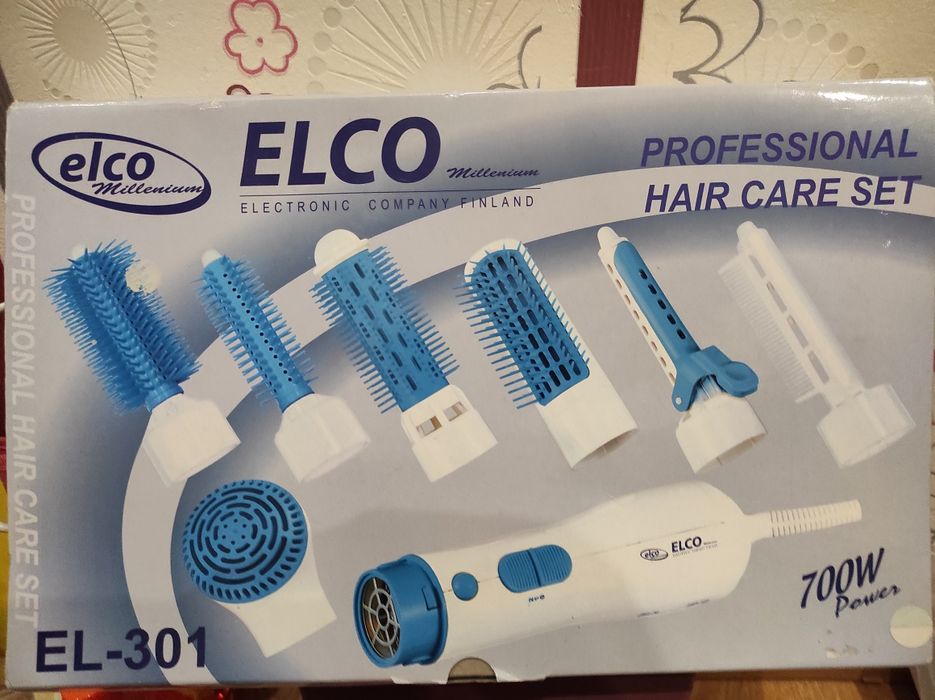 elco
Millenium
ELCO Millenium
ELECTRONIC COMPANY FINLAND
PROFESSIONAL
HAIR CARE SET
PROFESSIONAL HAIR CARE SET
elco
ELCO
700W
Power
EL-301